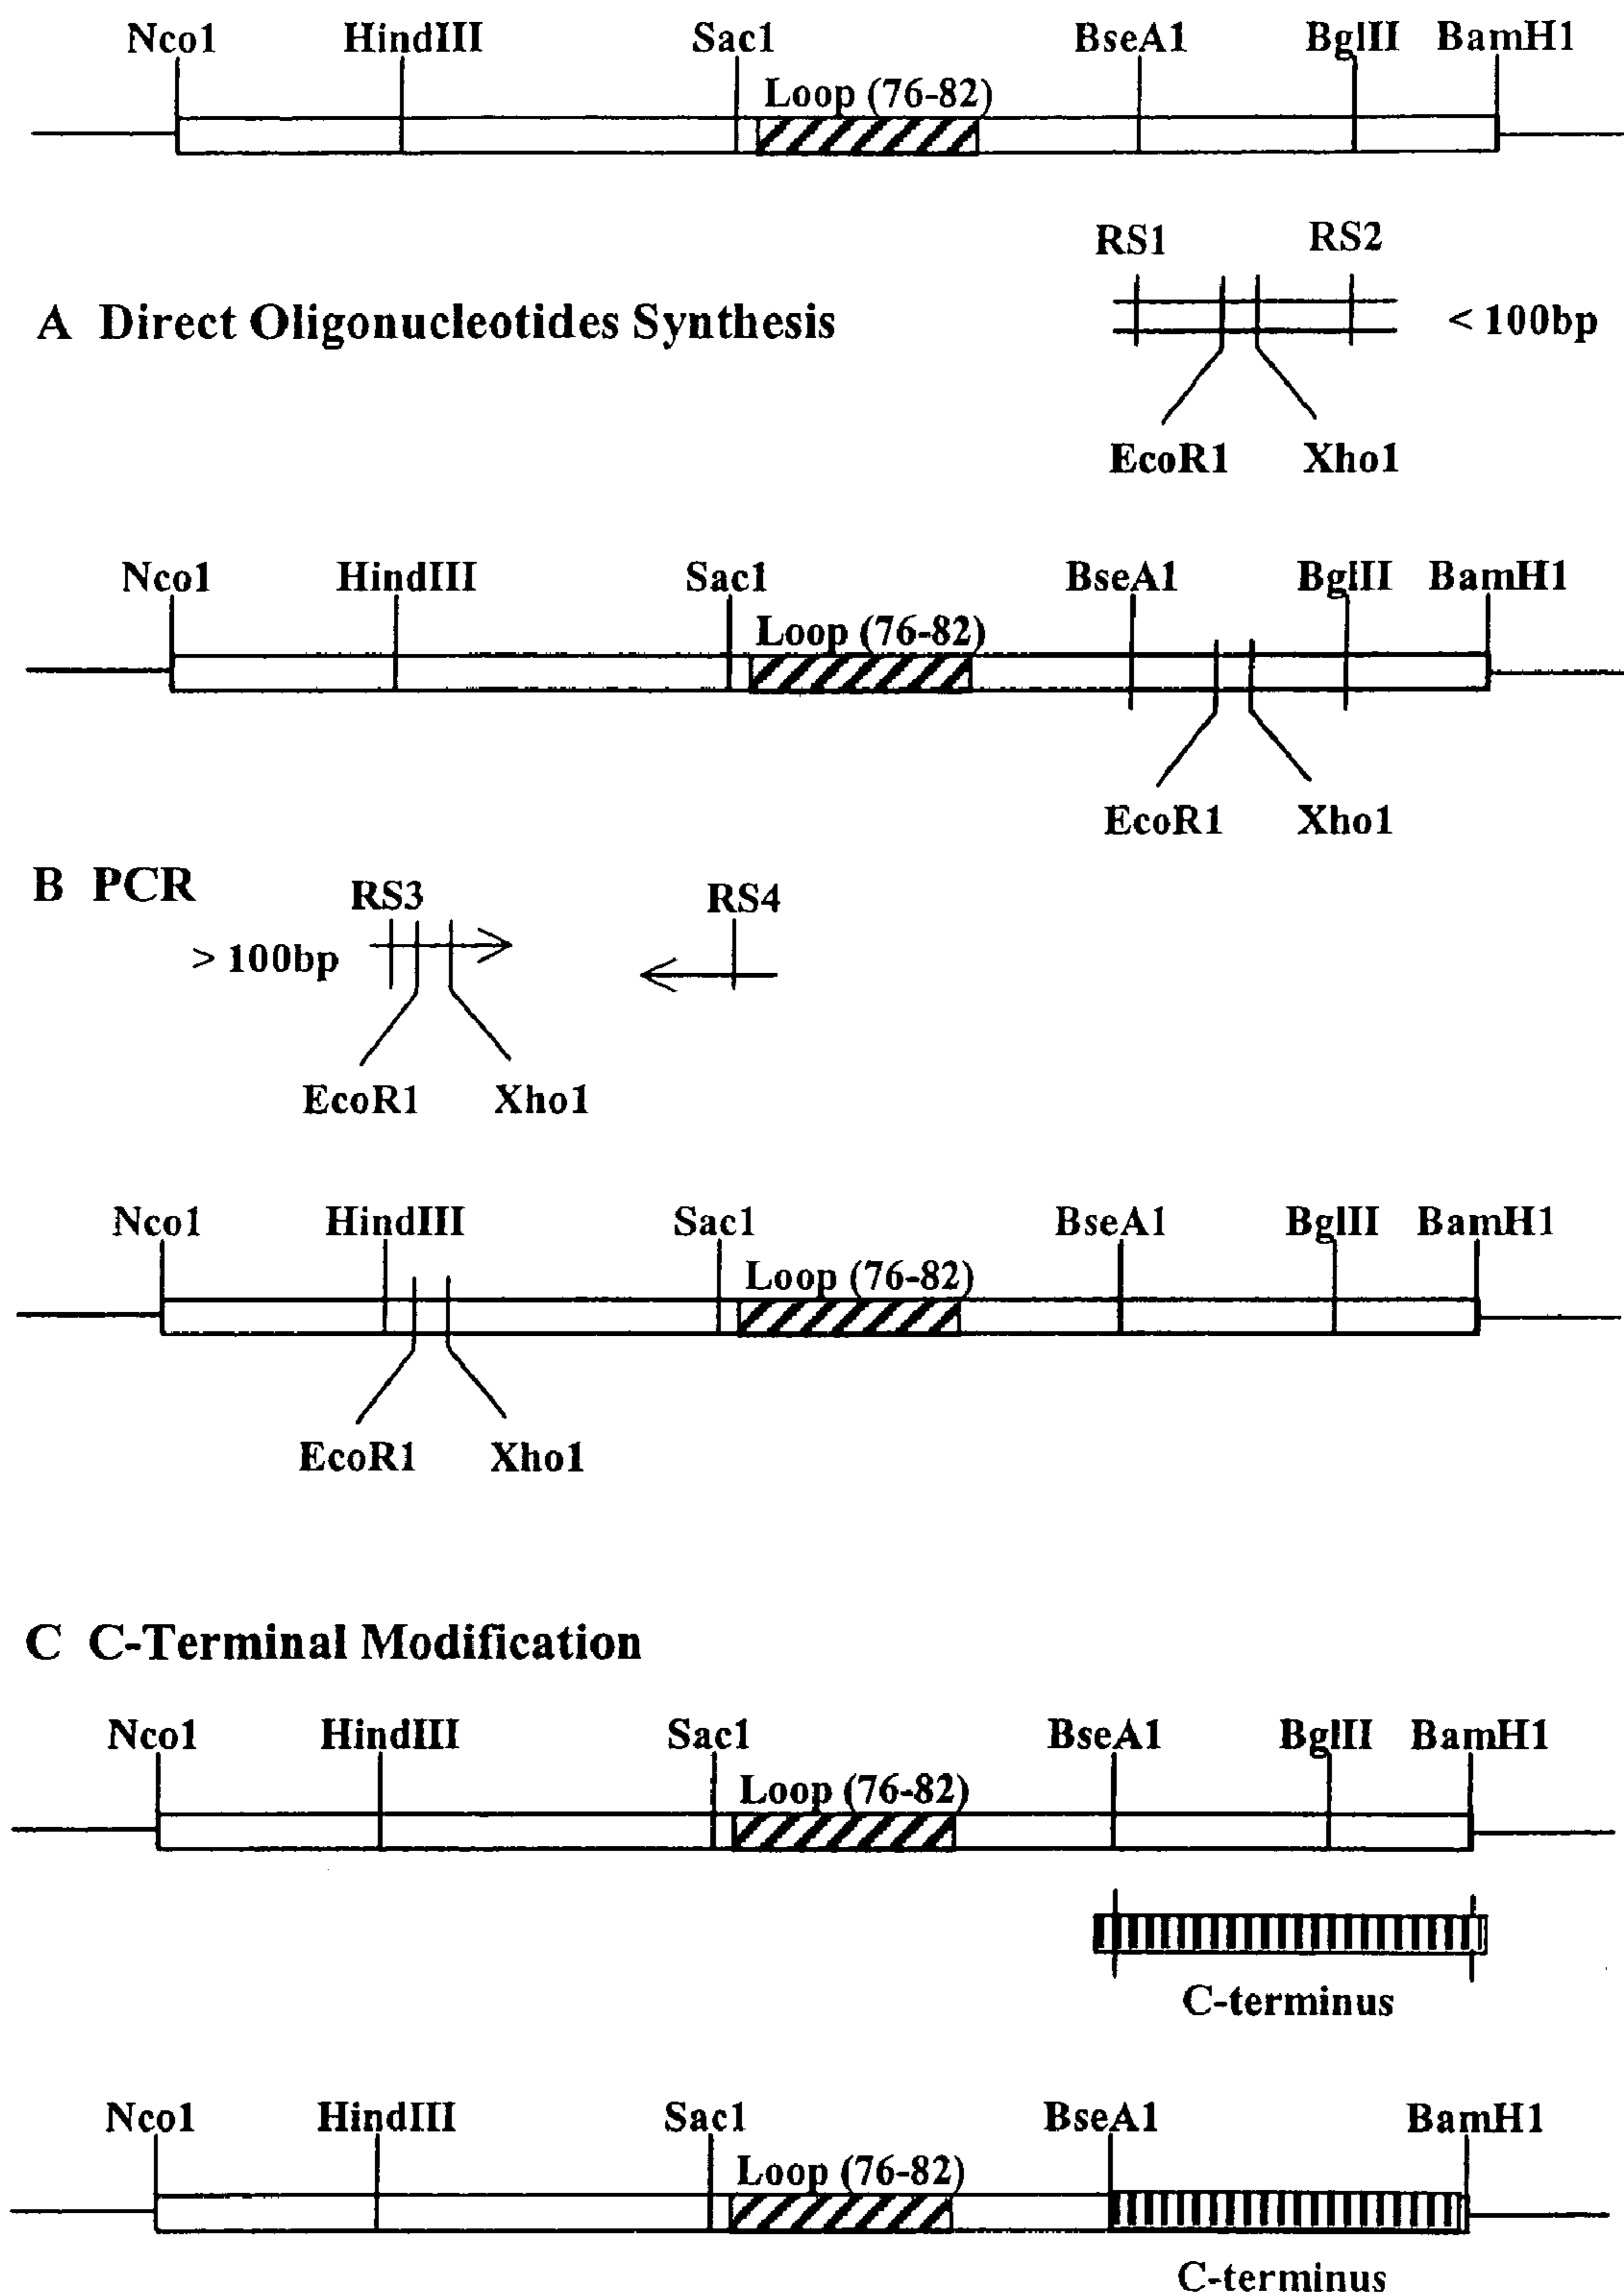 Nco1 HindIII Sac1 BseA1 BglII BamH1
Loop (76-82)
RS1 RS2
A Direct Oligonucleotides Synthesis < 100bp
EcoR1 Xho1
Nco1 HindIII Sac1 BseA1 BglII BamH1
Loop (76-82)
EcoR1 Xho1
B PCR RS3 RS4
> 100bp
EcoR1 Xho1
Nco1 HindIII Sac1 BseA1 BglII BamH1
Loop (76-82)
EcoR1 Xho1
C C-Terminal Modification
Nco1 HindIII Sac1 BseA1 BglII BamH1
Loop (76-82)
C-terminus
Nco1 HindIII Sac1 BseA1 BamH1
Loop (76-82)
C-terminus